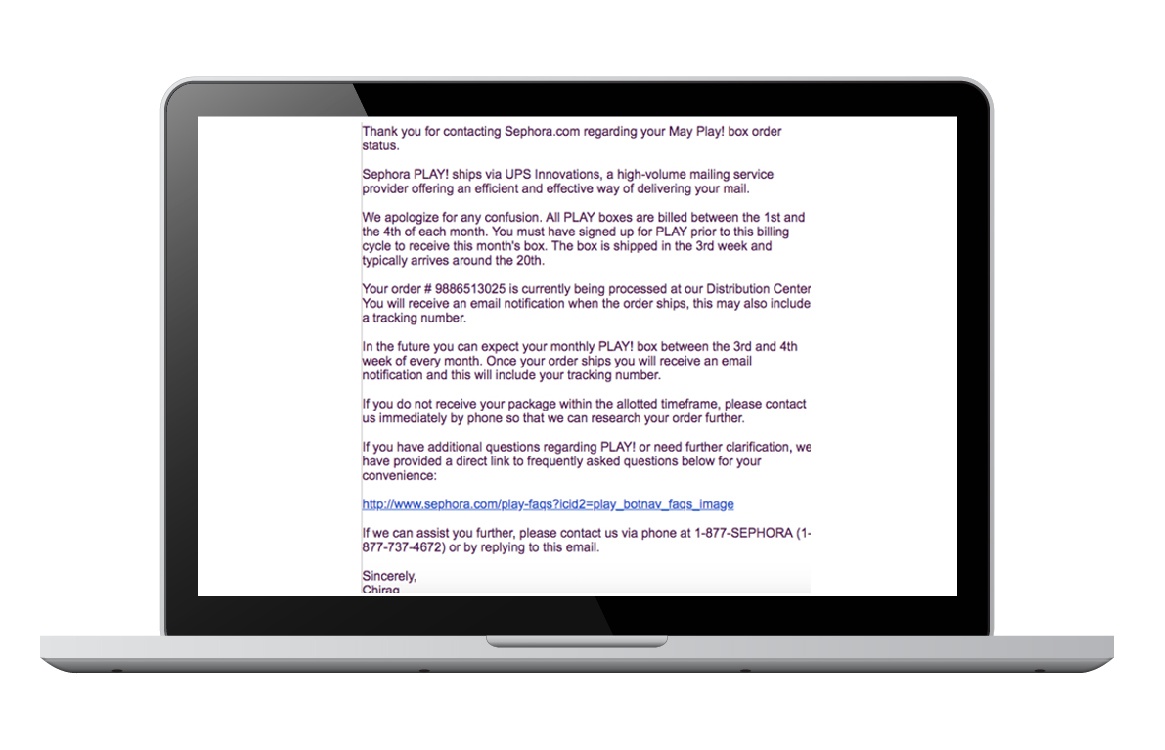 Thank you for contacting Sephora.com regarding your May Play! box order
status.
Sephora PLAY! ships via UPS Innovations, a high-volume mailing service
provider offering an efficient and effective way of delivering your mail.
We apologize for any confusion. All PLAY boxes are billed between the 1st and
the 4th of each month. You must have signed up for PLAY prior to this billing
cycle to receive this month's box. The box is shipped in the 3rd week and
typically arrives around the 20th.
Your order # 9886513025 is currently being processed at our Distribution Center
You will receive an email notification when the order ships, this may also include
a tracking number.
In the future you can expect your monthly PLAY! box between the 3rd and 4th
week of every month. Once your order ships you will receive an email
notification and this will include your tracking number.
If you do not receive your package within the allotted timeframe, please contact
us immediately by phone so that we can research your order further.
If you have additional questions regarding PLAY! or need further clarification, we
have provided a direct link to frequently asked questions below for your
convenience:
http://www.sephora.com/play-faqs?icid2=play_botnav_faqs_image
If we can assist you further, please contact us via phone at 1-877-SEPHORA (1-
877-737-4672) or by replying to this email.
Sincerely,
Chirag